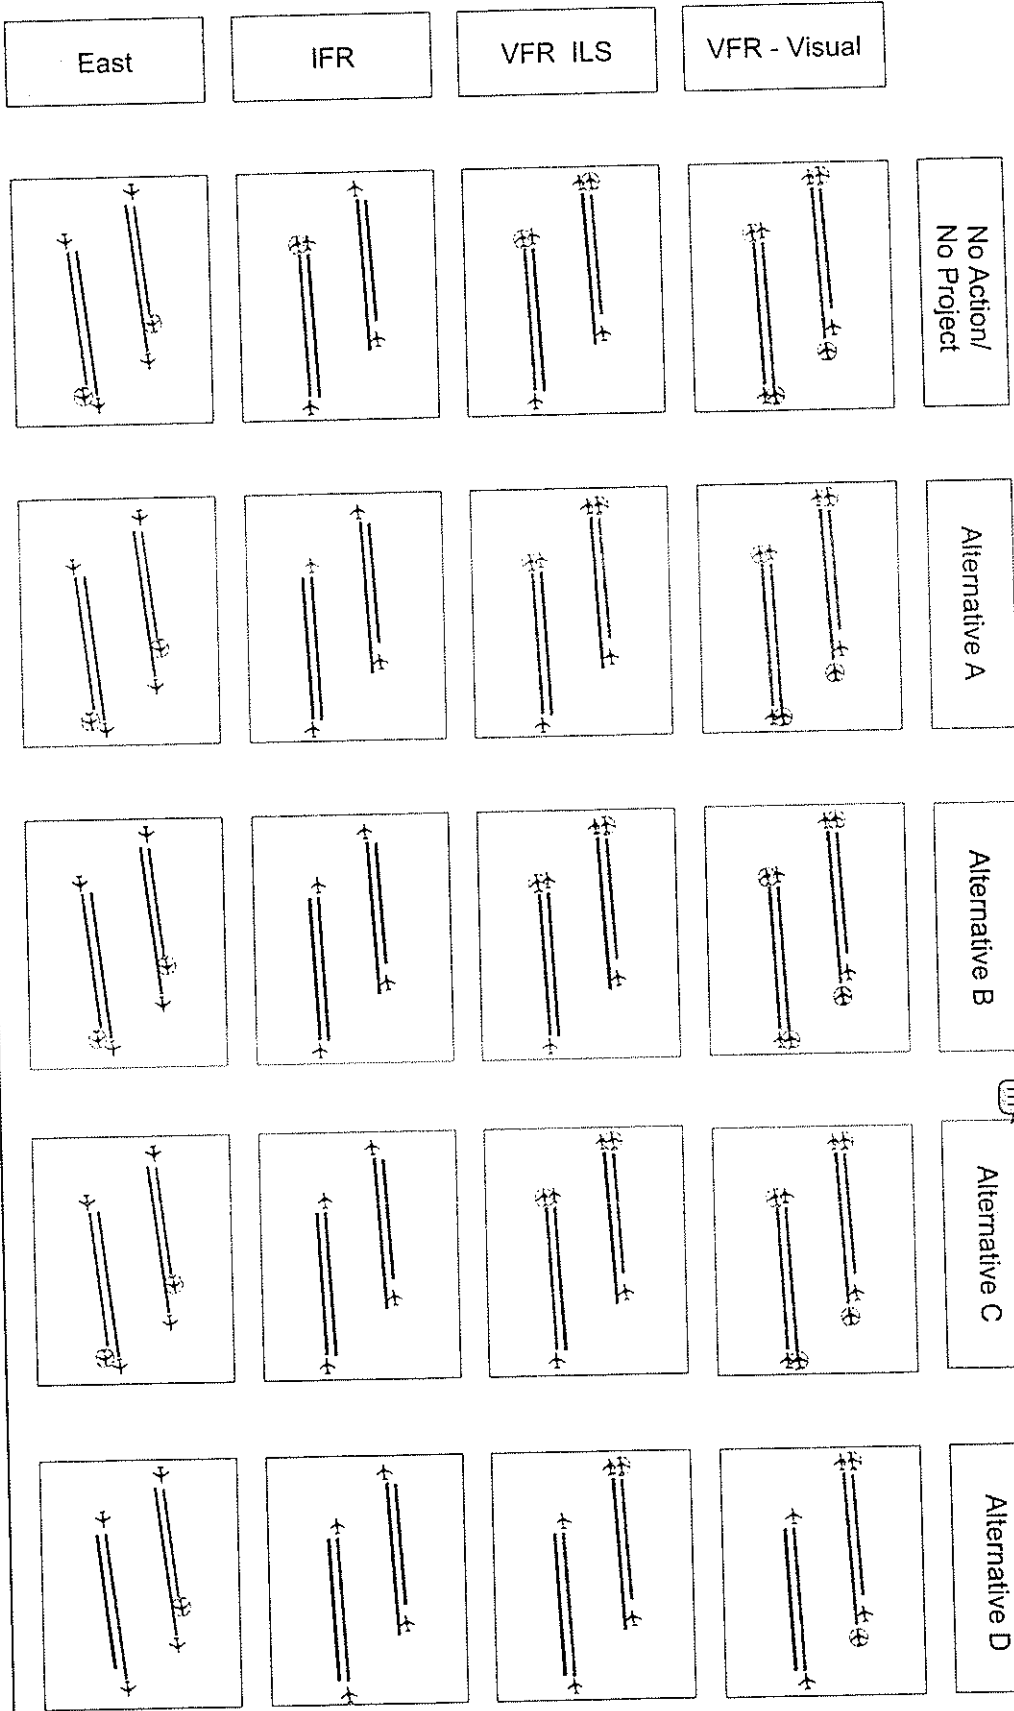 East
IFR
VFR ILS
VFR - Visual
No Action/
No Project
Alternative A
Alternative B
Alternative C
Alternative D